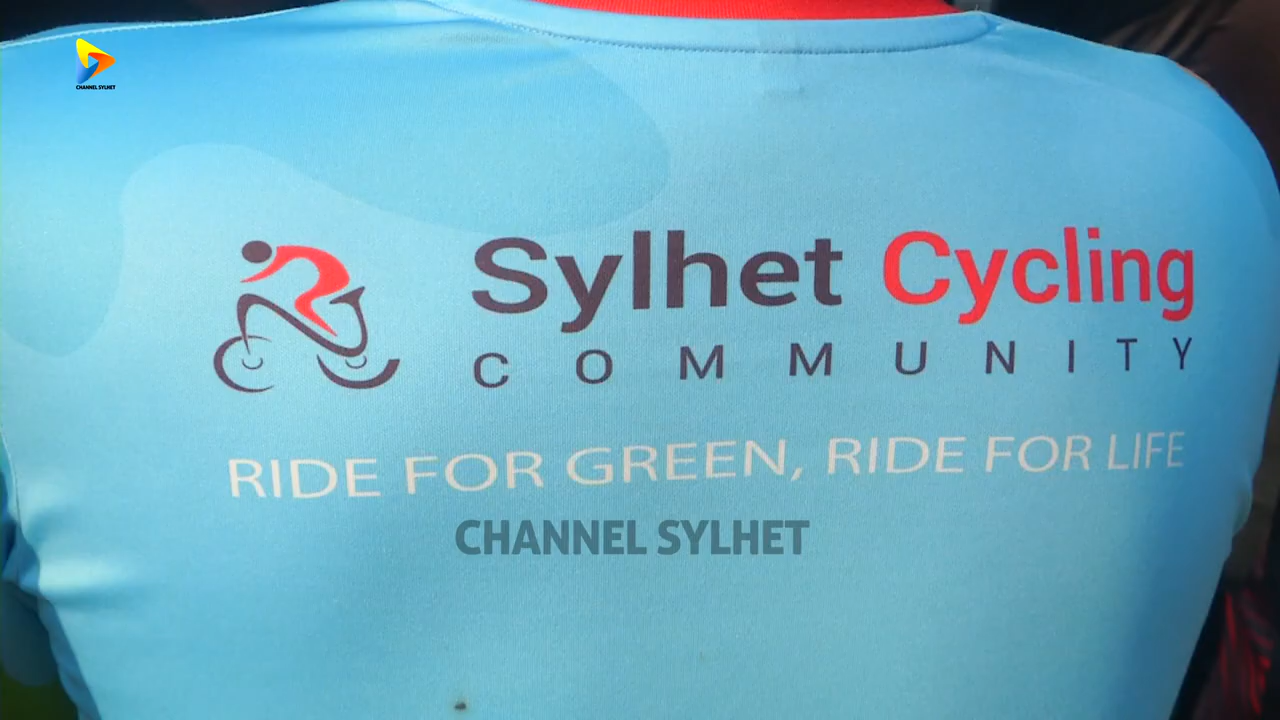 CHANNEL SYLHET
Sylhet Cycling
COMMUNITY
RIDE FOR GREEN, RIDE FOR LIFE
CHANNEL SYLHET